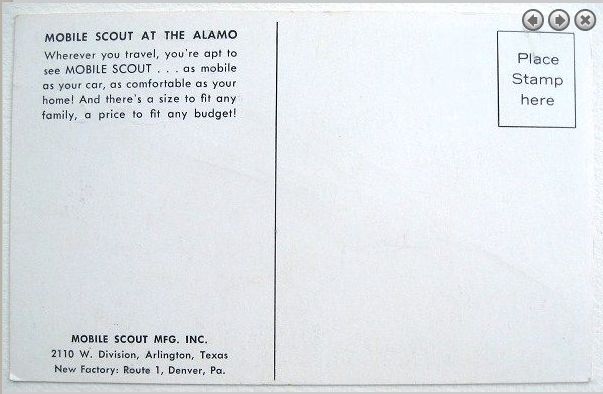 MOBILE SCOUT AT THE ALAMO
Wherever you travel, you're apt to
see MOBILE SCOUT . . . as mobile
as your car, as comfortable as your
home! And there's a size to fit any
family, a price to fit any budget!
MOBILE SCOUT MFG. INC.
2110 W. Division, Arlington, Texas
New Factory: Route 1, Denver, Pa.
Place
Stamp
here